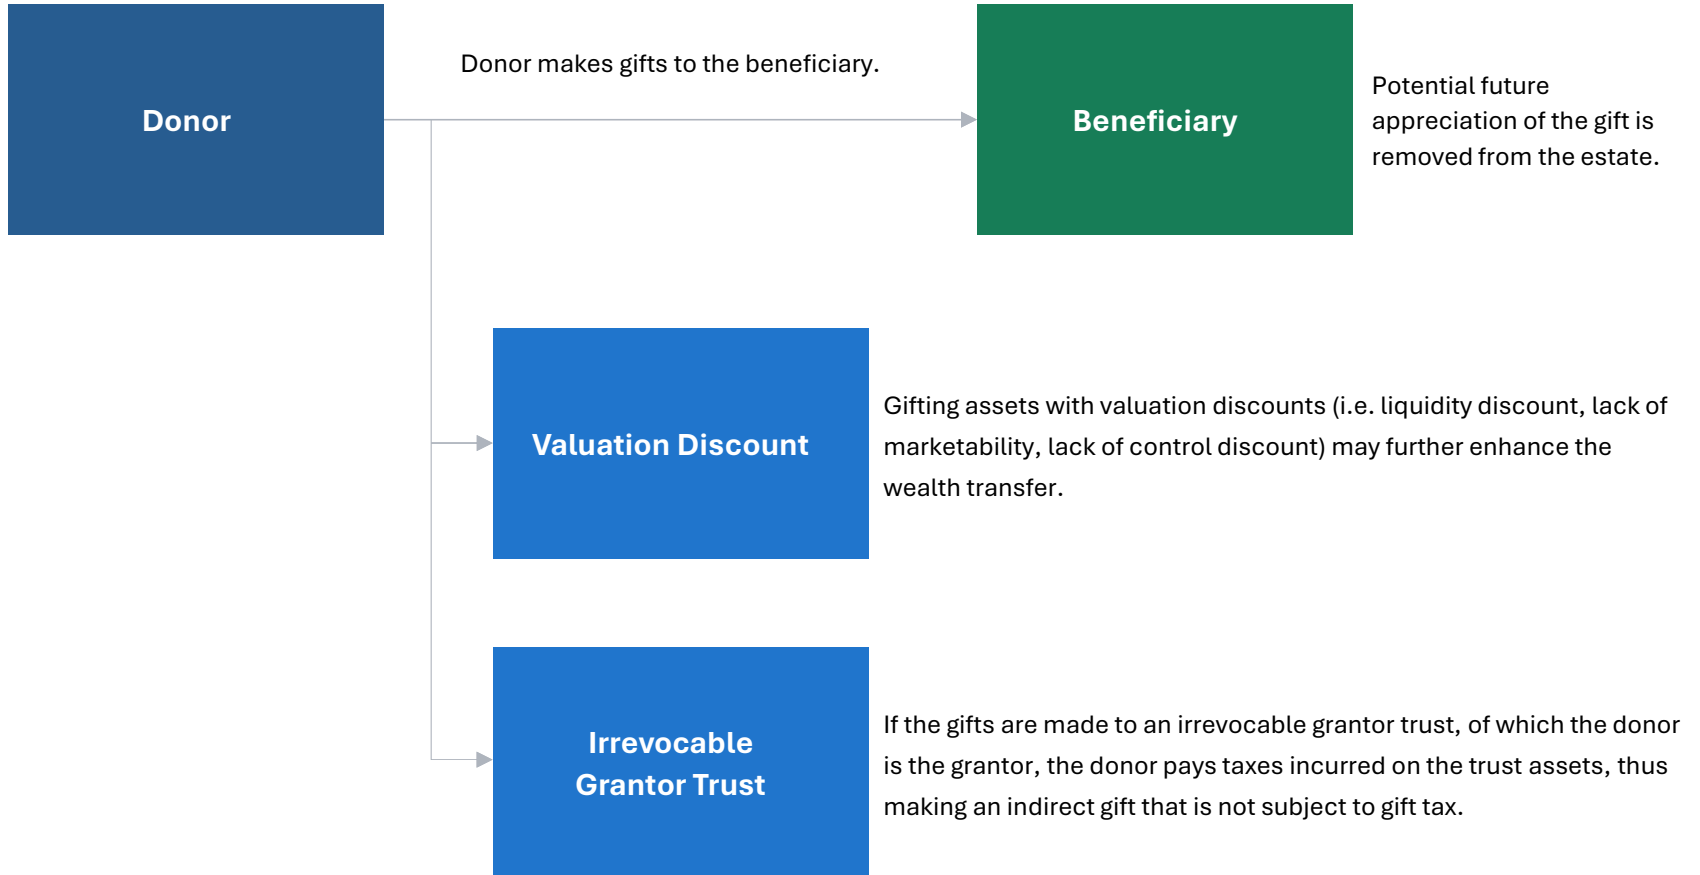 Donor makes gifts to the beneficiary.
Donor
Beneficiary
Potential future
appreciation of the gift is
removed from the estate.
Valuation Discount
Gifting assets with valuation discounts (i.e. liquidity discount, lack of
marketability, lack of control discount) may further enhance the
wealth transfer.
Irrevocable
Grantor Trust
If the gifts are made to an irrevocable grantor trust, of which the donor
is the grantor, the donor pays taxes incurred on the trust assets, thus
making an indirect gift that is not subject to gift tax.